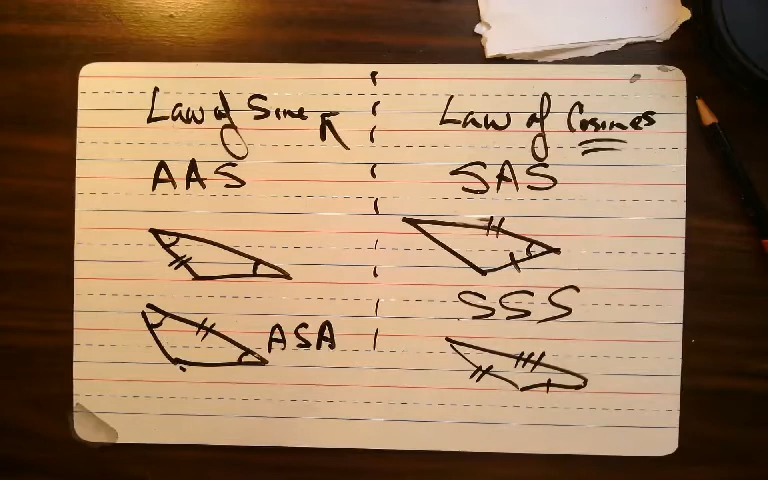 Law of Sine
AAS
ASA
Law of Cosines
SAS
SSS